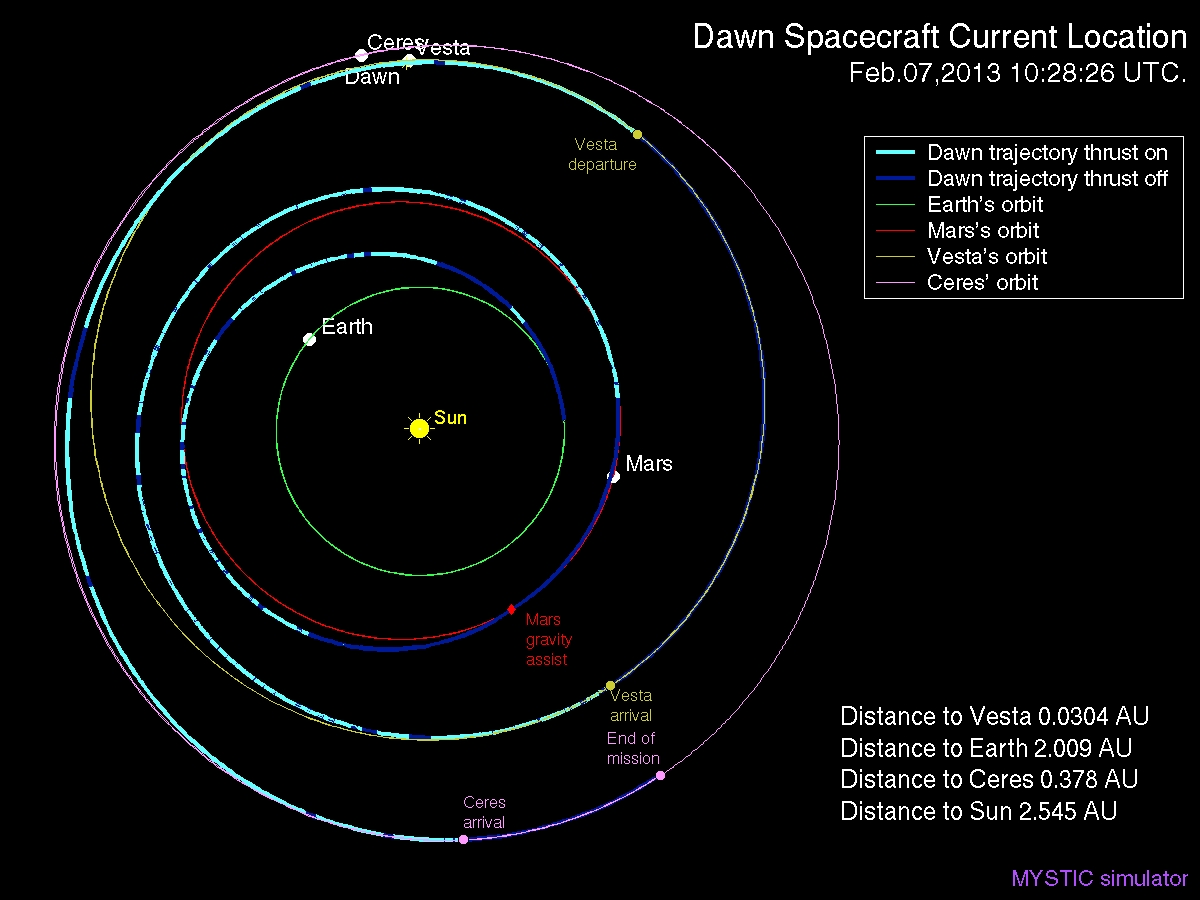 Dawn Spacecraft Current Location
Feb.07,2013 10:28:26 UTC.
Ceres
Vesta
Dawn
Vesta
departure
Dawn trajectory thrust on
Dawn trajectory thrust off
Earth's orbit
Mars's orbit
Vesta's orbit
Ceres' orbit
Earth
Sun
Mars
Mars
gravity
assist
Vesta
arrival
End of
mission
Ceres
arrival
Distance to Vesta 0.0304 AU
Distance to Earth 2.009 AU
Distance to Ceres 0.378 AU
Distance to Sun 2.545 AU
MYSTIC simulator